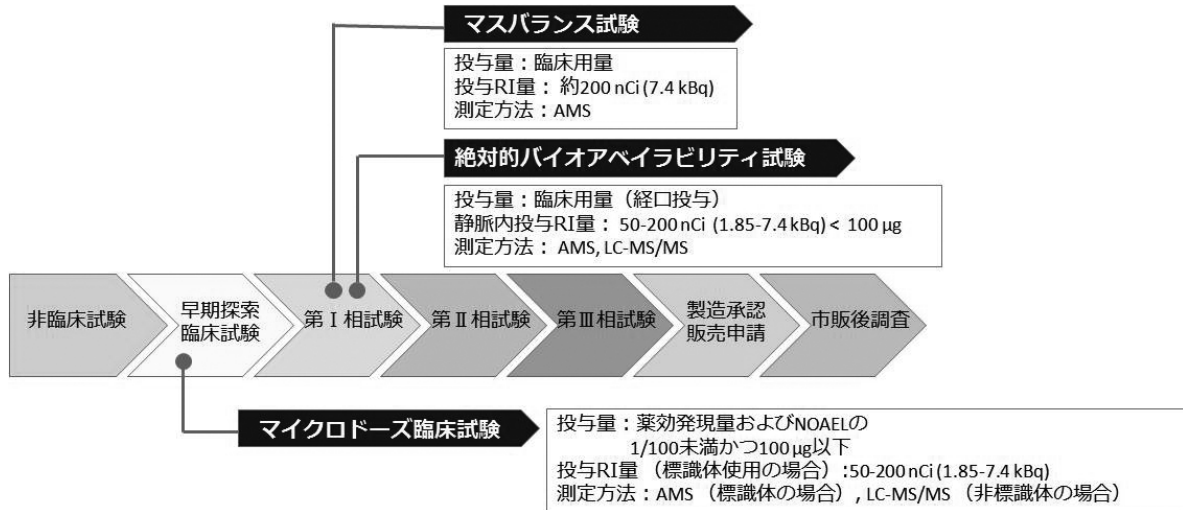 マスバランス試験
投与量：臨床用量
投与RI量： 約200 nCi (7.4 kBq)
測定方法：AMS
絶対的バイオアベイラビリティ試験
投与量：臨床用量（経口投与）
静脈内投与RI量： 50-200 nCi (1.85-7.4 kBq) < 100 µg
測定方法： AMS, LC-MS/MS
非臨床試験
早期探索
臨床試験
第Ⅰ相試験
第Ⅱ相試験
第Ⅲ相試験
製造承認
販売申請
市販後調査
マイクロドーズ臨床試験
投与量：薬効発現量およびNOAELの
1/100未満かつ100 µg以下
投与RI量 （標識体使用の場合）:50-200 nCi (1.85-7.4 kBq)
測定方法：AMS （標識体の場合）, LC-MS/MS （非標識体の場合）